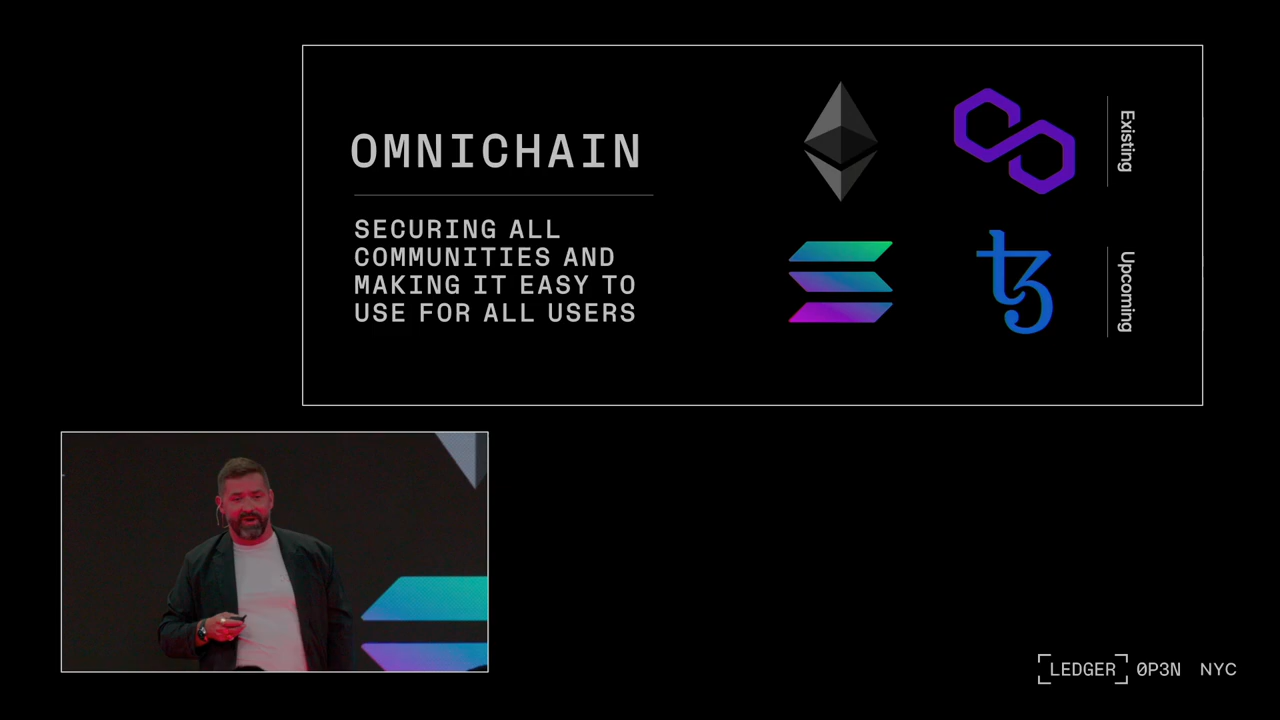 OMNICHAIN
SECURING ALL
COMMUNITIES AND
MAKING IT EASY TO
USE FOR ALL USERS
Existing
Upcoming
[LEDGER] 0P3N NYC